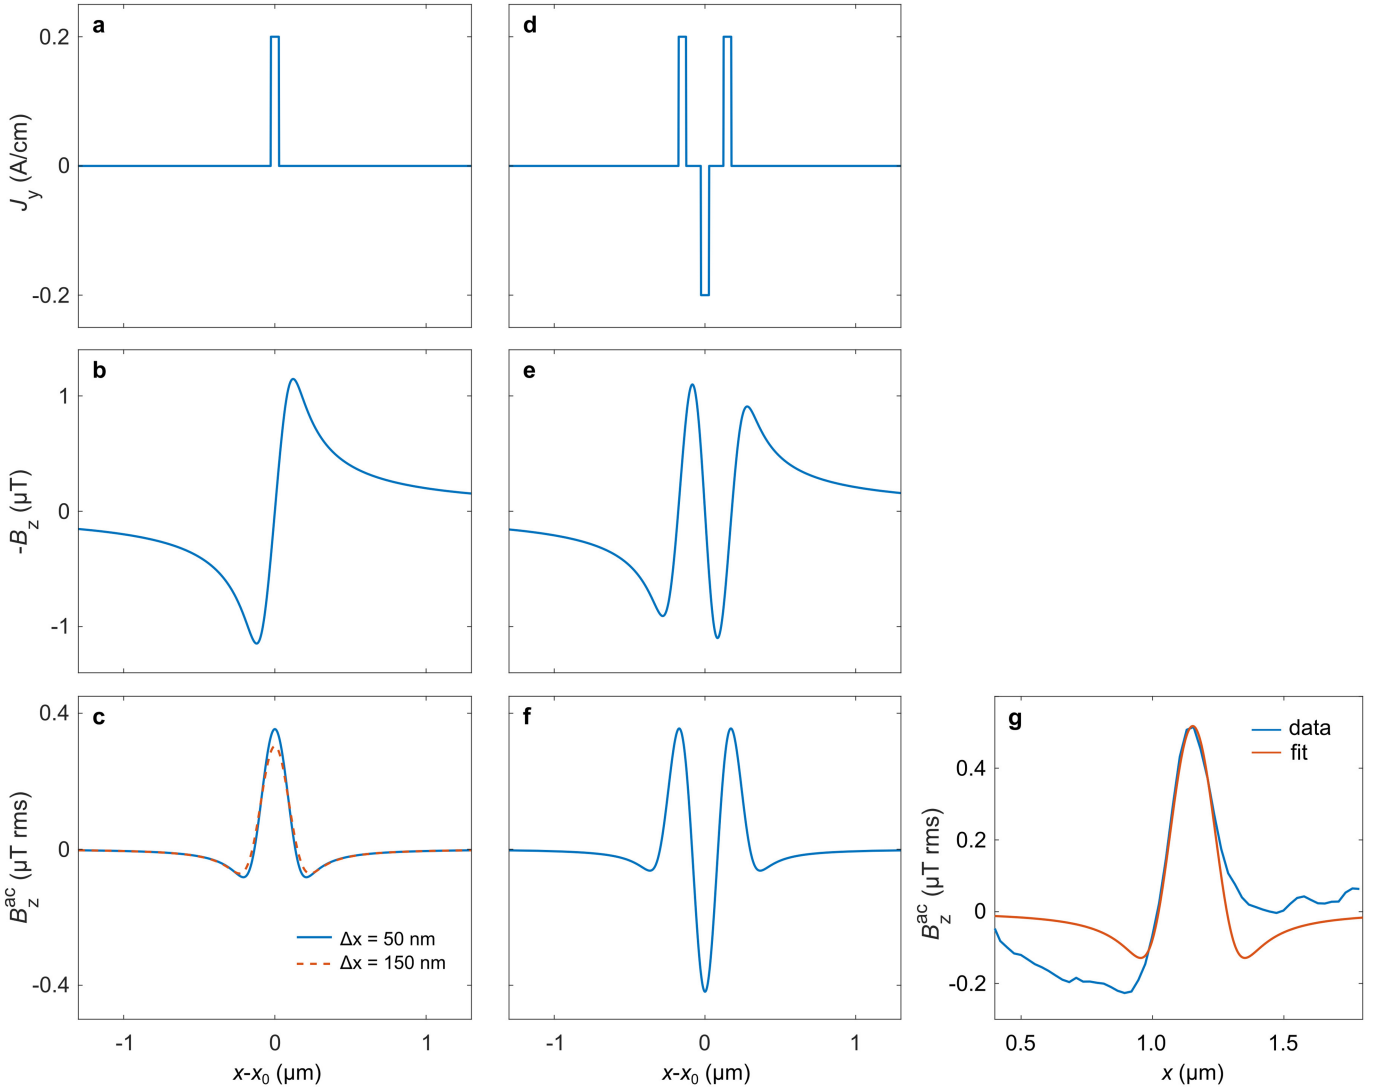 a
0.2
0
-0.2
J_y (A/cm)
d
b
1
0
-1
-B_z (μT)
e
c
0.4
0
-0.4
B_z^ac (μT rms)
Δx = 50 nm
Δx = 150 nm
-1 0 1
x-x_0 (μm)
f
-1 0 1
x-x_0 (μm)
g
data
fit
0.4
0.2
0
-0.2
B_z^ac (μT rms)
0.5 1.0 1.5
x (μm)